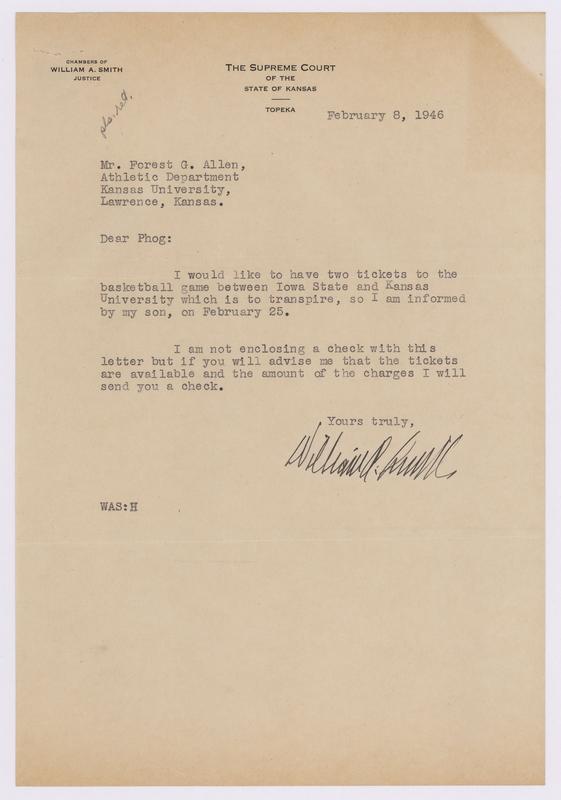 CHAMBERS OF
WILLIAM A. SMITH
JUSTICE
THE SUPREME COURT
OF THE
STATE OF KANSAS
TOPEKA
February 8, 1946
Mr. Forest G. Allen,
Athletic Department
Kansas University,
Lawrence, Kansas.
Dear Phog:
I would like to have two tickets to the
basketball game between Iowa State and Kansas
University which is to transpire, so I am informed
by my son, on February 25.
I am not enclosing a check with this
letter but if you will advise me that the tickets
are available and the amount of the charges I will
send you a check.
Yours truly,
William A. Smith
WAS:H